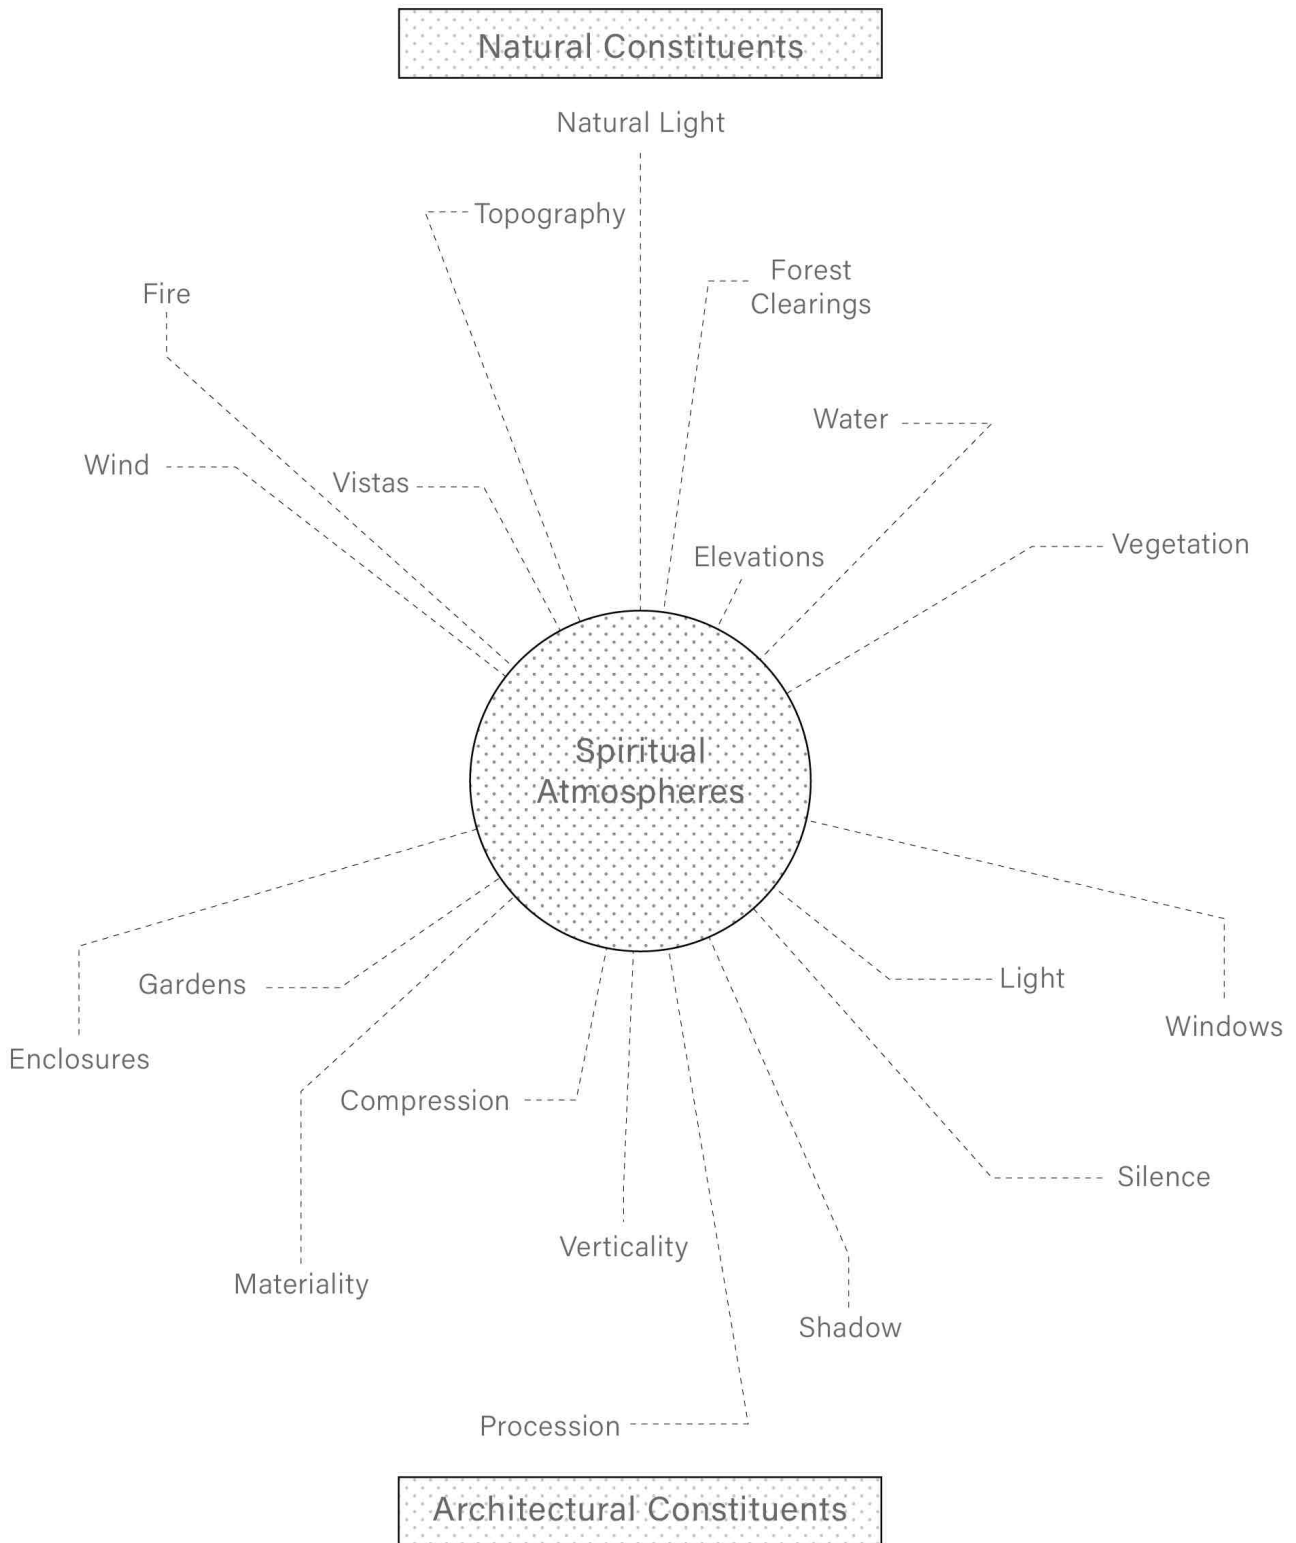 Natural Constituents
Natural Light
Topography
Forest
Clearings
Fire
Water
Wind
Vistas
Vegetation
Elevations
Spiritual
Atmospheres
Light
Gardens
Windows
Enclosures
Compression
Silence
Verticality
Materiality
Shadow
Procession
Architectural Constituents